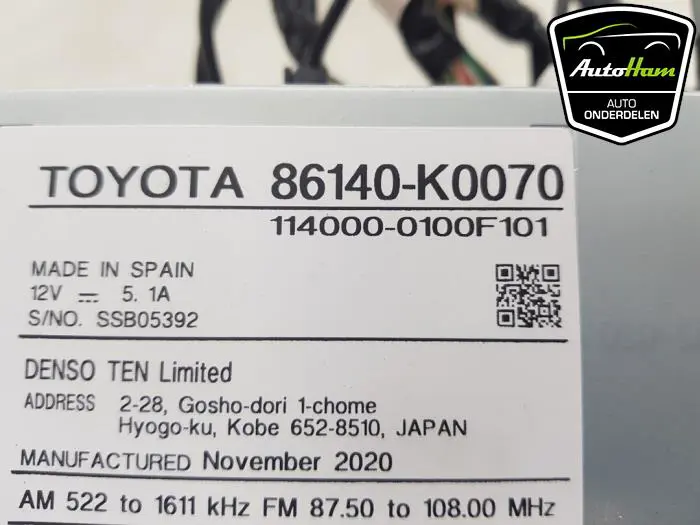 AutoHam
AUTO
ONDERDELEN
TOYOTA 86140-K0070
114000-0100F101
MADE IN SPAIN
12V ⎓ 5. 1A
S/NO. SSB05392
DENSO TEN Limited
ADDRESS 2-28, Gosho-dori 1-chome
Hyogo-ku, Kobe 652-8510, JAPAN
MANUFACTURED November 2020
AM 522 to 1611 kHz FM 87.50 to 108.00 MHz